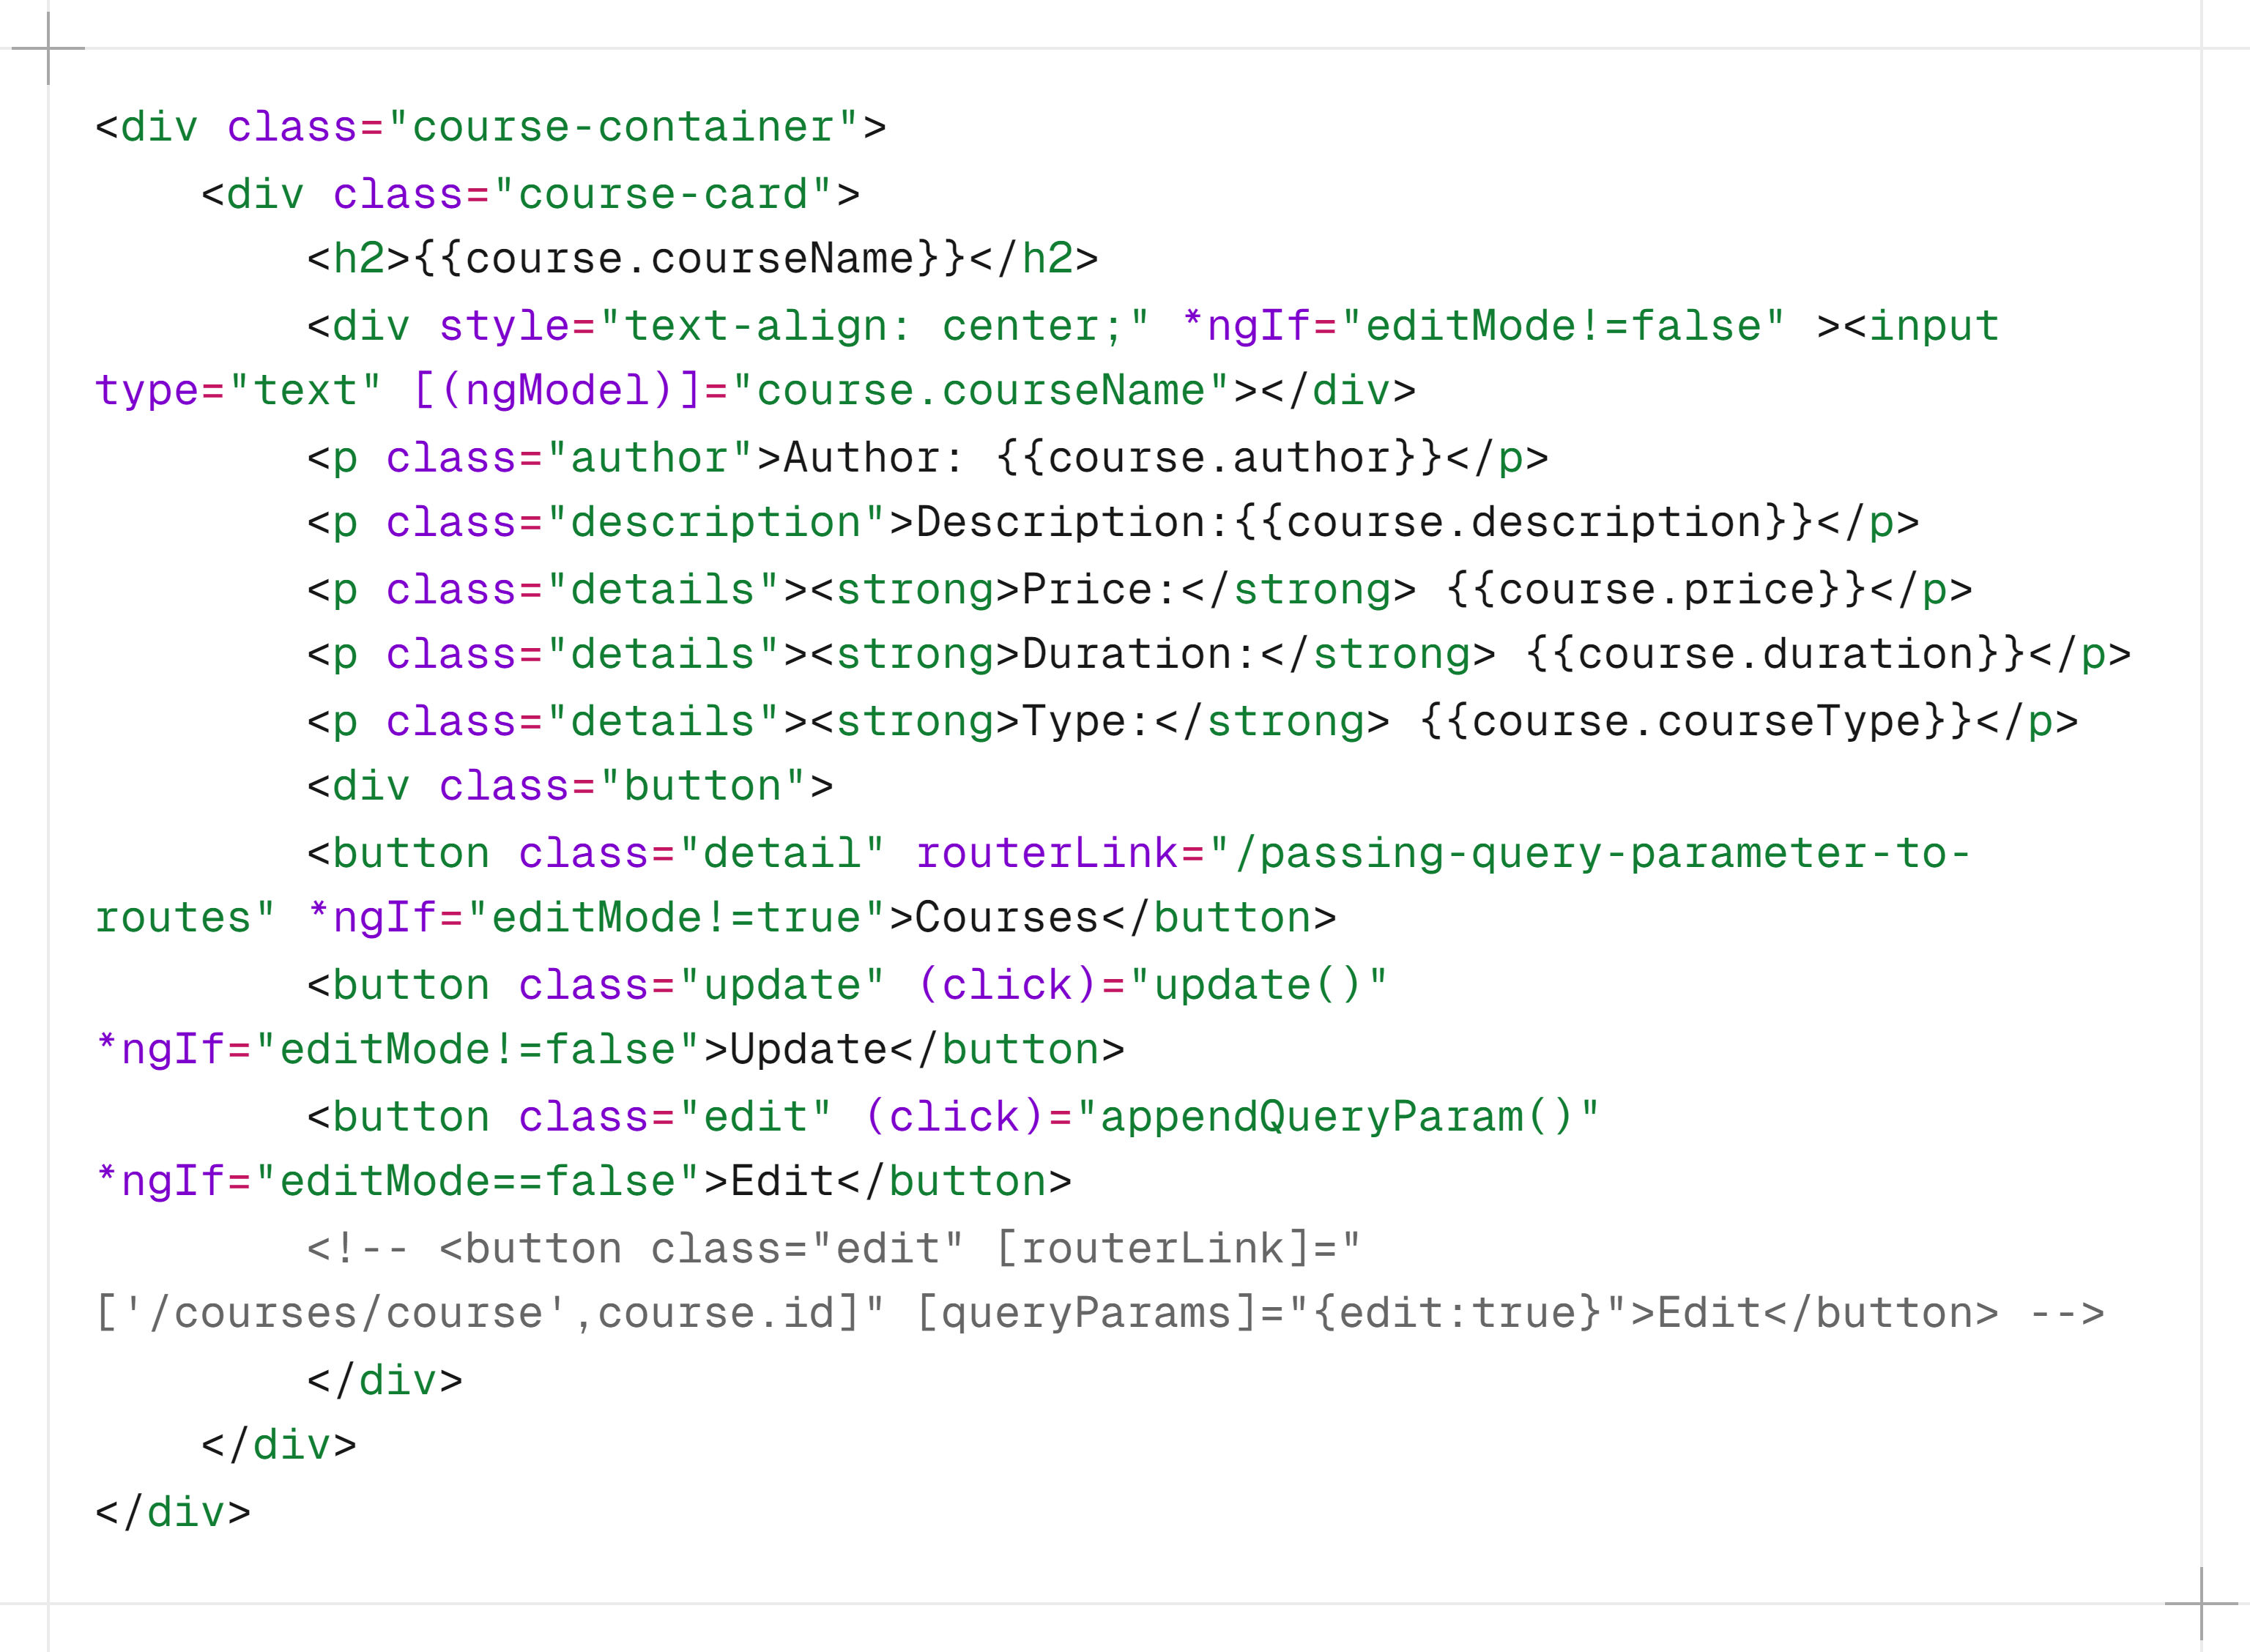 <div class="course-container">
    <div class="course-card">
        <h2>{{course.courseName}}</h2>
        <div style="text-align: center;" *ngIf="editMode!=false" ><input
type="text" [(ngModel)]="course.courseName"></div>
        <p class="author">Author: {{course.author}}</p>
        <p class="description">Description:{{course.description}}</p>
        <p class="details"><strong>Price:</strong> {{course.price}}</p>
        <p class="details"><strong>Duration:</strong> {{course.duration}}</p>
        <p class="details"><strong>Type:</strong> {{course.courseType}}</p>
        <div class="button">
        <button class="detail" routerLink="/passing-query-parameter-to-
routes" *ngIf="editMode!=true">Courses</button>
        <button class="update" (click)="update()"
*ngIf="editMode!=false">Update</button>
        <button class="edit" (click)="appendQueryParam()"
*ngIf="editMode==false">Edit</button>
        <!-- <button class="edit" [routerLink]="
['/courses/course',course.id]" [queryParams]="{edit:true}">Edit</button> -->
        </div>
    </div>
</div>